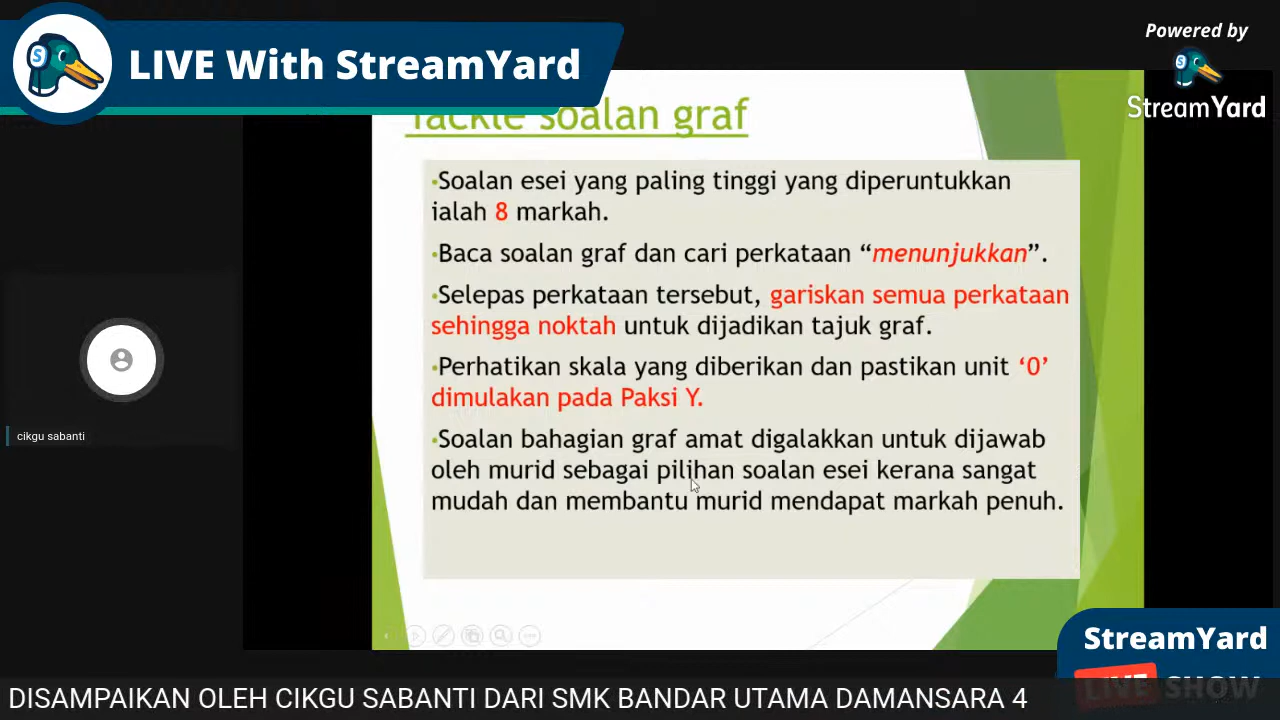 LIVE With StreamYard
Powered by
StreamYard
Tackle soalan graf
•Soalan esei yang paling tinggi yang diperuntukkan
ialah 8 markah.
•Baca soalan graf dan cari perkataan “menunjukkan”.
•Selepas perkataan tersebut, gariskan semua perkataan
sehingga noktah untuk dijadikan tajuk graf.
•Perhatikan skala yang diberikan dan pastikan unit ‘0’
dimulakan pada Paksi Y.
•Soalan bahagian graf amat digalakkan untuk dijawab
oleh murid sebagai pilihan soalan esei kerana sangat
mudah dan membantu murid mendapat markah penuh.
cikgu sabanti
StreamYard
LIVE SHOW
DISAMPAIKAN OLEH CIKGU SABANTI DARI SMK BANDAR UTAMA DAMANSARA 4